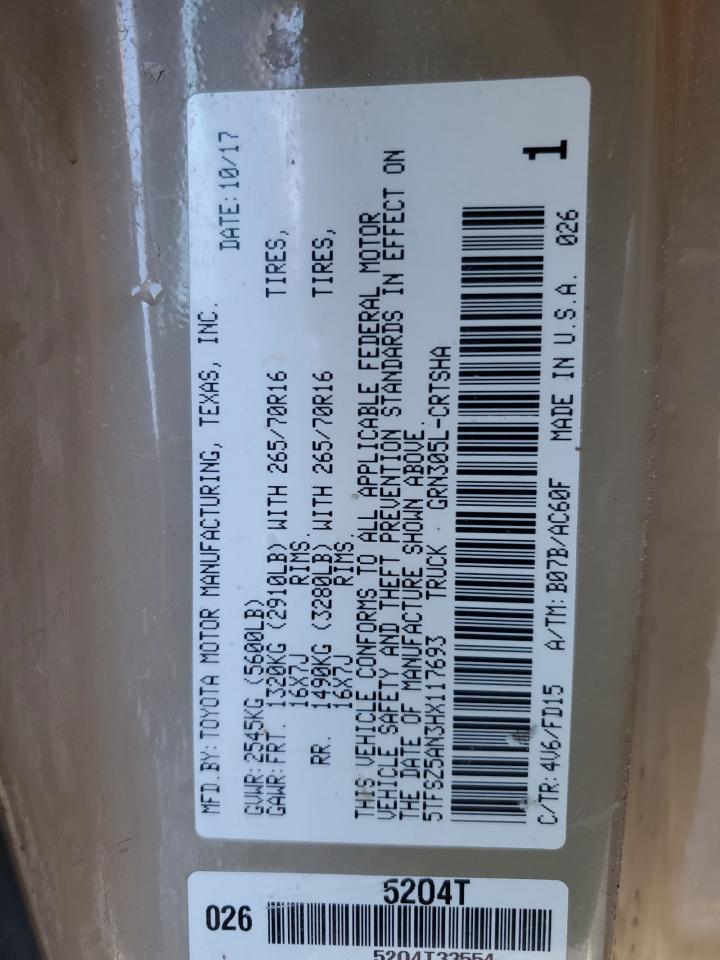 MFD.BY:TOYOTA MOTOR MANUFACTURING, TEXAS, INC.
DATE:10/17
GVWR:2545KG (5600LB)
GAWR:FRT. 1320KG (2910LB) WITH 265/70R16 TIRES,
16X7J RIMS.
RR. 1490KG (3280LB) WITH 265/70R16 TIRES,
16X7J RIMS.
THIS VEHICLE CONFORMS TO ALL APPLICABLE FEDERAL MOTOR
VEHICLE SAFETY AND THEFT PREVENTION STANDARDS IN EFFECT ON
THE DATE OF MANUFACTURE SHOWN ABOVE.
5TFSZ5AN3HX117693 TRUCK GRN305L-CRTSHA
C/TR:4V6/FD15 A/TM:B07B/AC60F MADE IN U.S.A. 026
1
026
5204T
5204T33554